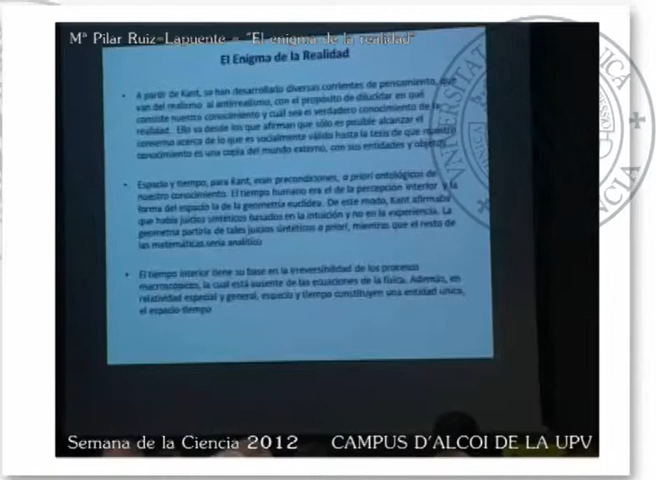 Mª Pilar Ruiz-Lapuente - "El enigma de la realidad"
El Enigma de la Realidad
• A partir de Kant, se han desarrollado diversas corrientes de pensamiento, que
van del realismo al antirrealismo, con el propósito de dilucidar en qué
consiste nuestro conocimiento y cuál sea el verdadero conocimiento de la
realidad. Ello va desde los que afirman que sólo es posible alcanzar el
consenso acerca de lo que es socialmente válido hasta la tesis de que nuestro
conocimiento es una copia del mundo externo, con sus entidades y objetos
• Espacio y tiempo, para Kant, eran precondiciones, a priori ontológicos de
nuestro conocimiento. El tiempo humano era el de la percepción interior y la
forma del espacio la de la geometría euclídea. De este modo, Kant afirmaba
que había juicios sintéticos basados en la intuición y no en la experiencia. La
geometría partiría de tales juicios sintéticos a priori, mientras que el resto de
las matemáticas sería analítico
• El tiempo interior tiene su base en la irreversibilidad de los procesos
macroscópicos, la cual está ausente de las ecuaciones de la física. Además, en
relatividad especial y general, espacio y tiempo constituyen una entidad única,
el espacio-tiempo
Semana de la Ciencia 2012 CAMPUS D'ALCOI DE LA UPV